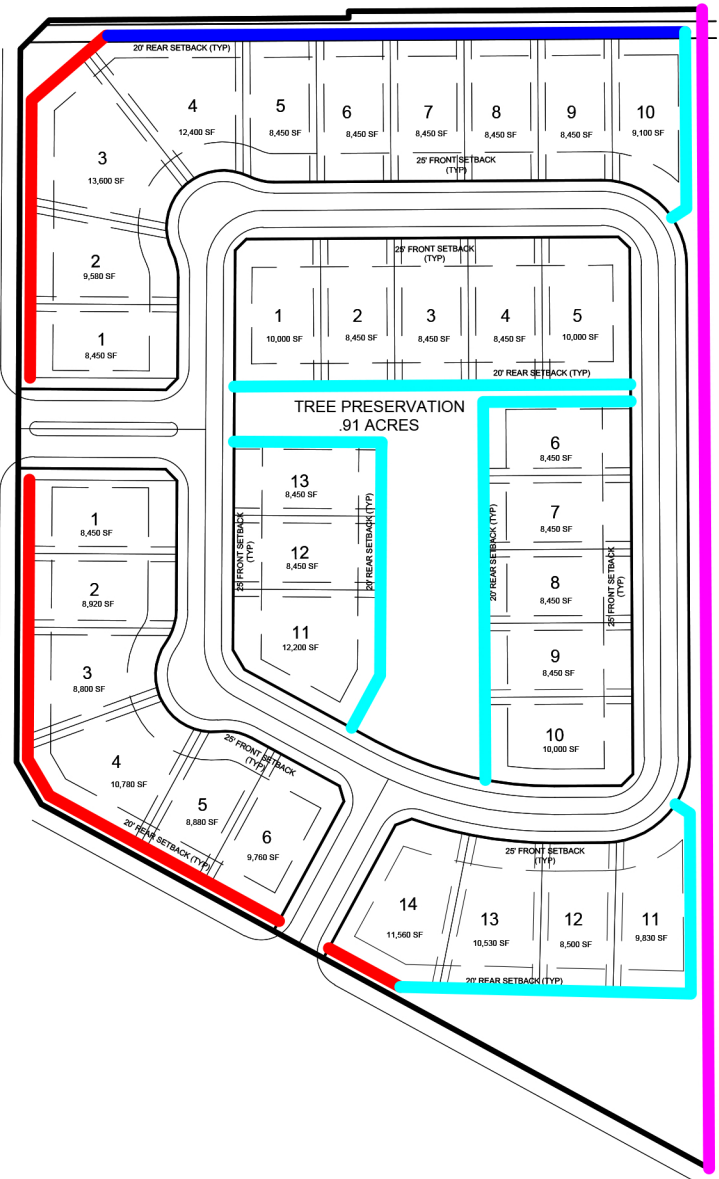 20' REAR SETBACK (TYP)
4
12,400 SF
5
8,450 SF
6
8,450 SF
7
8,450 SF
8
8,450 SF
9
8,450 SF
10
9,100 SF
3
13,600 SF
25' FRONT SETBACK
(TYP)
2
9,580 SF
1
8,450 SF
25' FRONT SETBACK
(TYP)
1
10,000 SF
2
8,450 SF
3
8,450 SF
4
8,450 SF
5
10,000 SF
20' REAR SETBACK (TYP)
TREE PRESERVATION
.91 ACRES
6
8,450 SF
7
8,450 SF
8
8,450 SF
9
8,450 SF
10
10,000 SF
20' REAR SETBACK (TYP)
25' FRONT SETBACK
(TYP)
13
8,450 SF
12
8,450 SF
11
12,200 SF
25' FRONT SETBACK
(TYP)
20' REAR SETBACK (TYP)
1
8,450 SF
2
8,920 SF
3
8,800 SF
4
10,780 SF
5
8,880 SF
6
9,760 SF
25' FRONT SETBACK
(TYP)
20' REAR SETBACK (TYP)
25' FRONT SETBACK
(TYP)
14
11,560 SF
13
10,530 SF
12
8,500 SF
11
9,830 SF
20' REAR SETBACK (TYP)